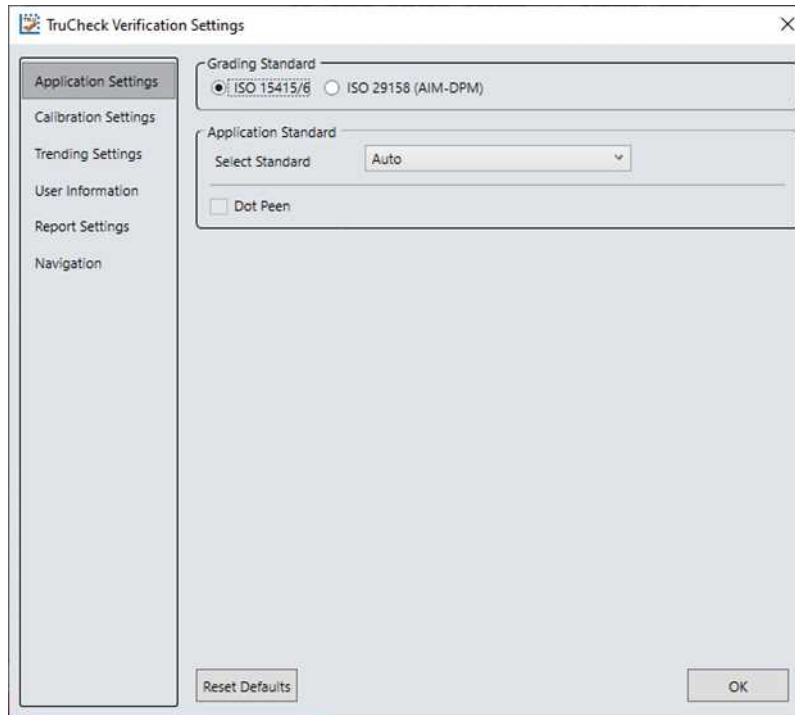 TruCheck Verification Settings
Application Settings
Calibration Settings
Trending Settings
User Information
Report Settings
Navigation
Grading Standard
ISO 15415/6 ISO 29158 (AIM-DPM)
Application Standard
Select Standard Auto
Dot Peen
Reset Defaults OK